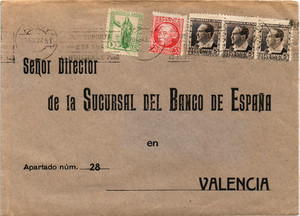 Señor Director
de la Sucursal del Banco de España
en
Apartado núm. 28
VALENCIA